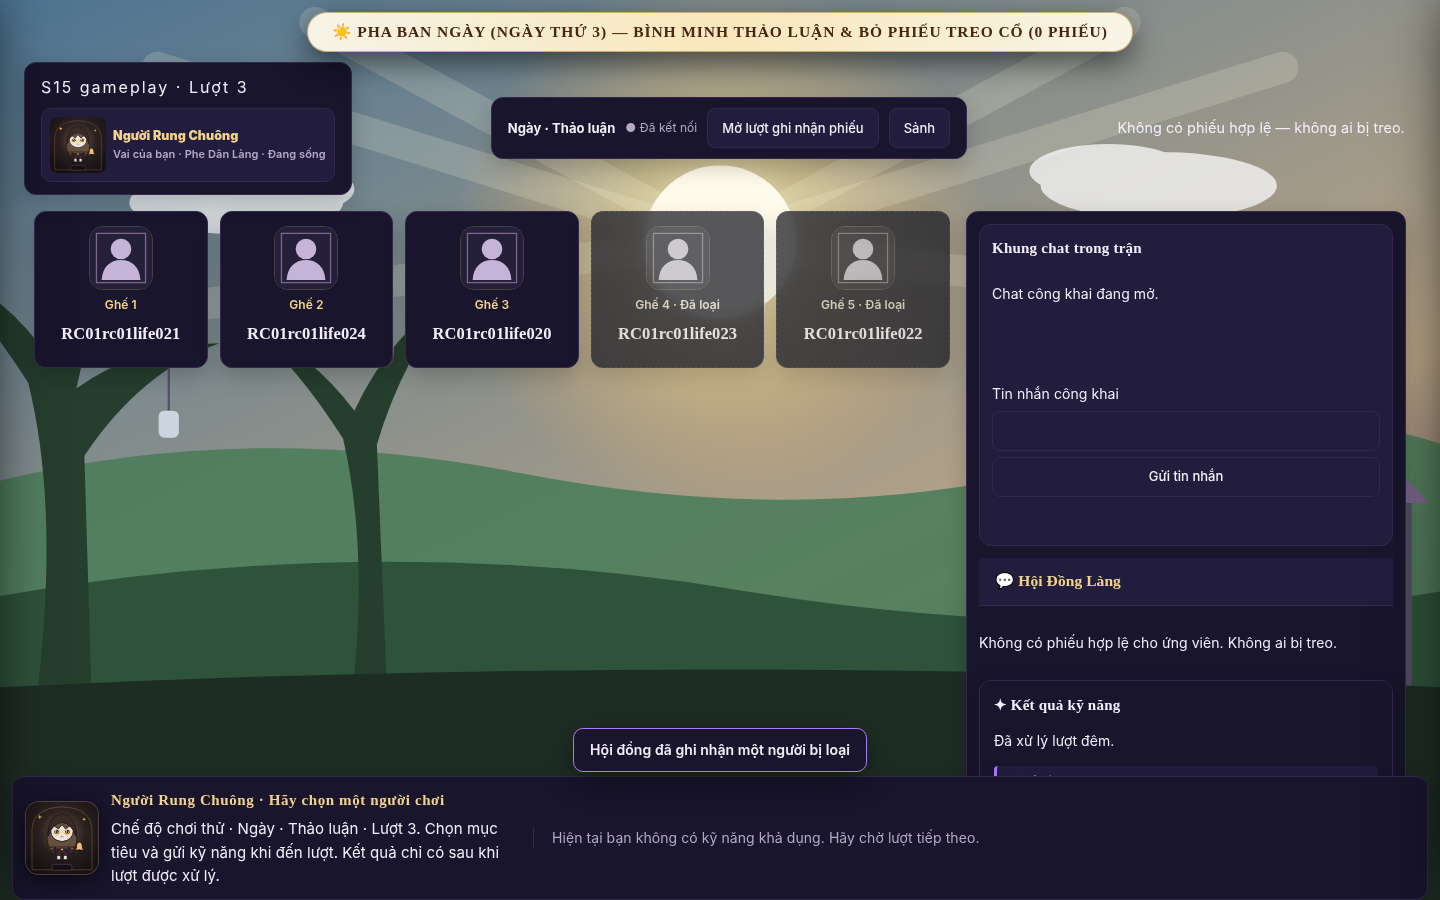 ☀️ PHA BAN NGÀY (NGÀY THỨ 3) — BÌNH MINH THẢO LUẬN & BỎ PHIẾU TREO CỔ (0 PHIẾU)
S15 gameplay · Lượt 3
Người Rung Chuông
Vai của bạn · Phe Dân Làng · Đang sống
Ngày · Thảo luận
Đã kết nối
Mở lượt ghi nhận phiếu
Sảnh
Không có phiếu hợp lệ — không ai bị treo.
Ghế 1
RC01rc01life021
Ghế 2
RC01rc01life024
Ghế 3
RC01rc01life020
Ghế 4 · Đã loại
RC01rc01life023
Ghế 5 · Đã loại
RC01rc01life022
Khung chat trong trận
Chat công khai đang mở.
Tin nhắn công khai
Gửi tin nhắn
💬 Hội Đồng Làng
Không có phiếu hợp lệ cho ứng viên. Không ai bị treo.
✦ Kết quả kỹ năng
Đã xử lý lượt đêm.
Hội đồng đã ghi nhận một người bị loại
Người Rung Chuông · Hãy chọn một người chơi
Chế độ chơi thử · Ngày · Thảo luận · Lượt 3. Chọn mục
tiêu và gửi kỹ năng khi đến lượt. Kết quả chỉ có sau khi
lượt được xử lý.
Hiện tại bạn không có kỹ năng khả dụng. Hãy chờ lượt tiếp theo.